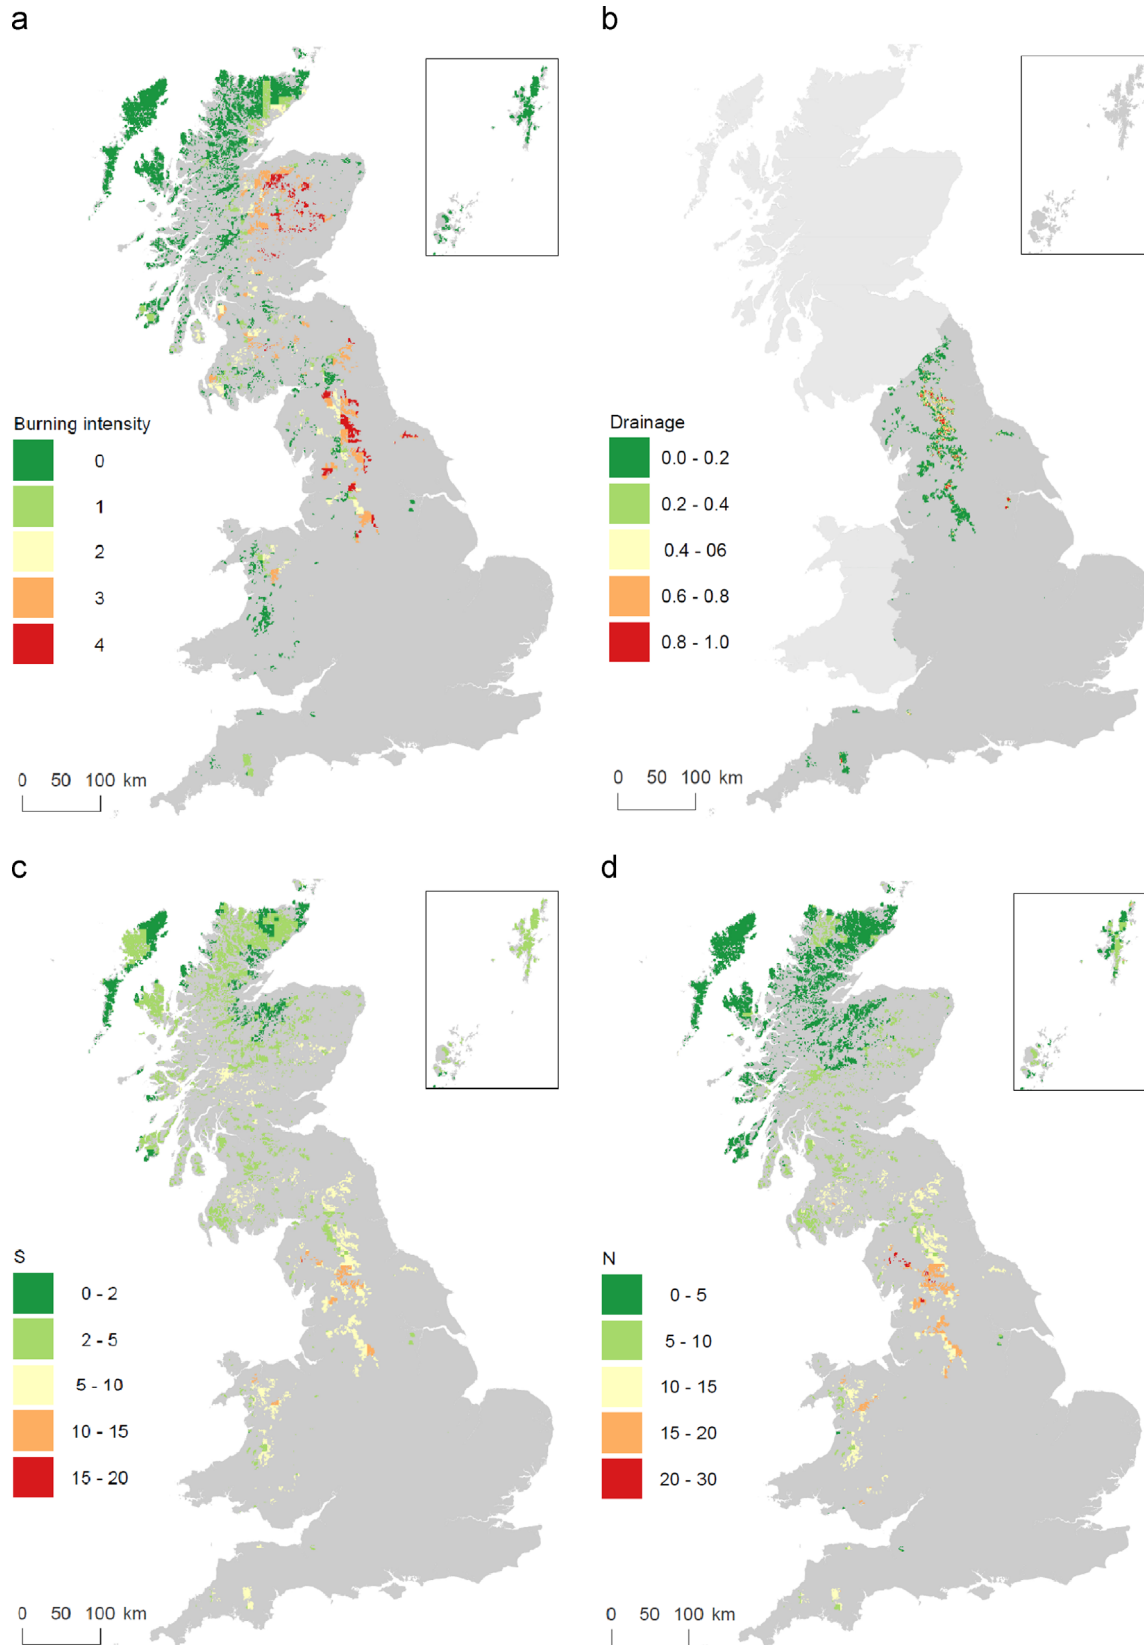 a
b
Burning intensity
0
1
2
3
4
0 50 100 km
Drainage
0.0 - 0.2
0.2 - 0.4
0.4 - 06
0.6 - 0.8
0.8 - 1.0
0 50 100 km
c
d
S
0 - 2
2 - 5
5 - 10
10 - 15
15 - 20
0 50 100 km
N
0 - 5
5 - 10
10 - 15
15 - 20
20 - 30
0 50 100 km